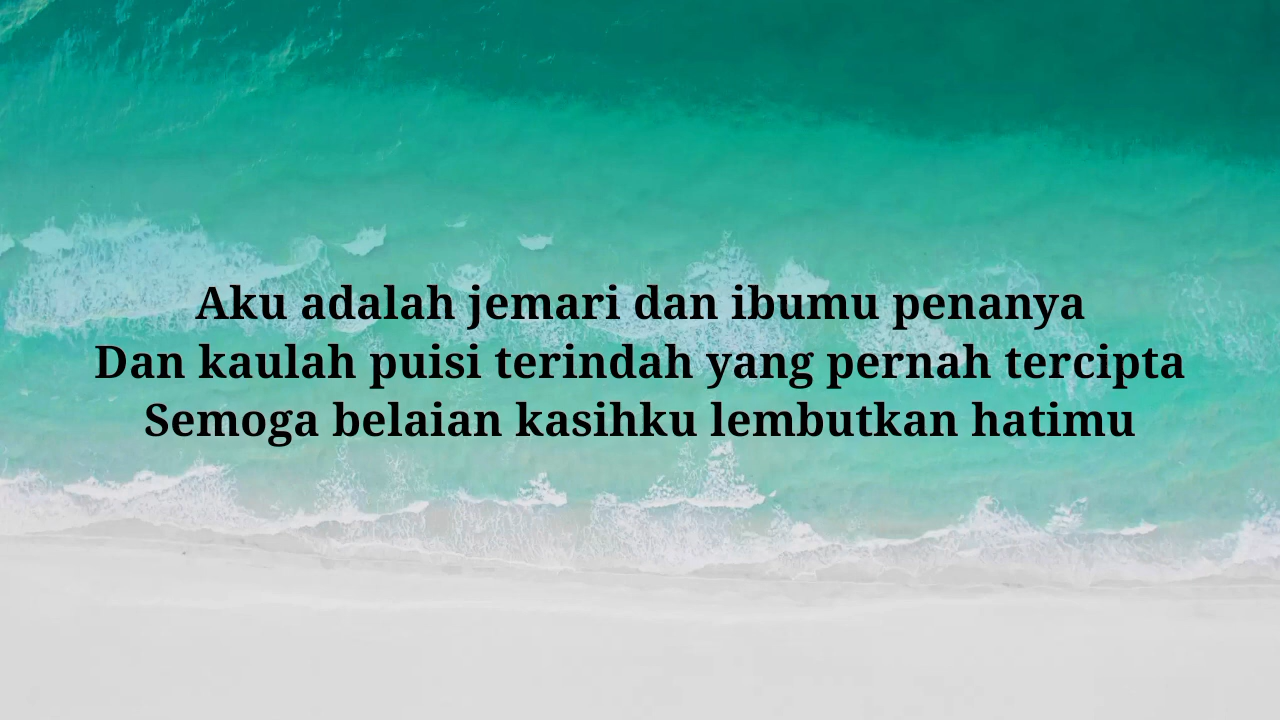 Aku adalah jemari dan ibumu penanya
Dan kaulah puisi terindah yang pernah tercipta
Semoga belaian kasihku lembutkan hatimu